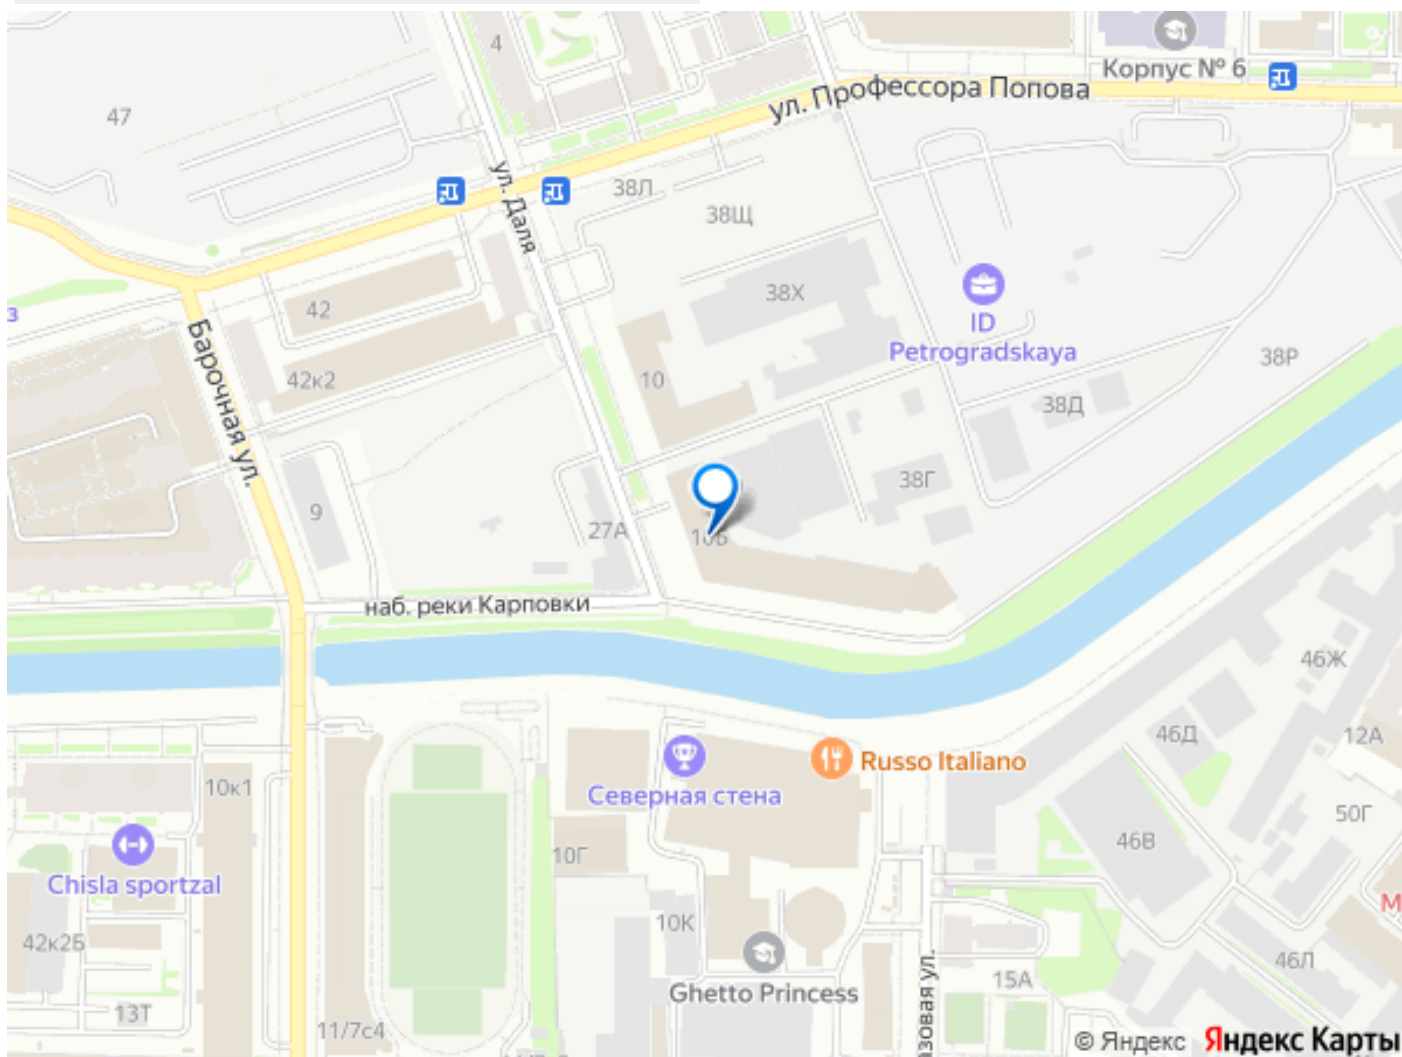 4
Корпус № 6
ул. Профессора Попова
47
ул. Даля
38Л
38Щ
38Х
ID
Petrogradskaya
з
42
Барочная ул.
42к2
10
38Р
38Д
38Г
9
27А
наб. реки Карповки
46Ж
46Д
12А
Северная стена
Russo Italiano
10к1
50Г
46В
Chisla sportzal
10Г
10К
42к2Б
46Л
Ghetto Princess
15А
13Т
11/7с4
© Яндекс Яндекс Карты